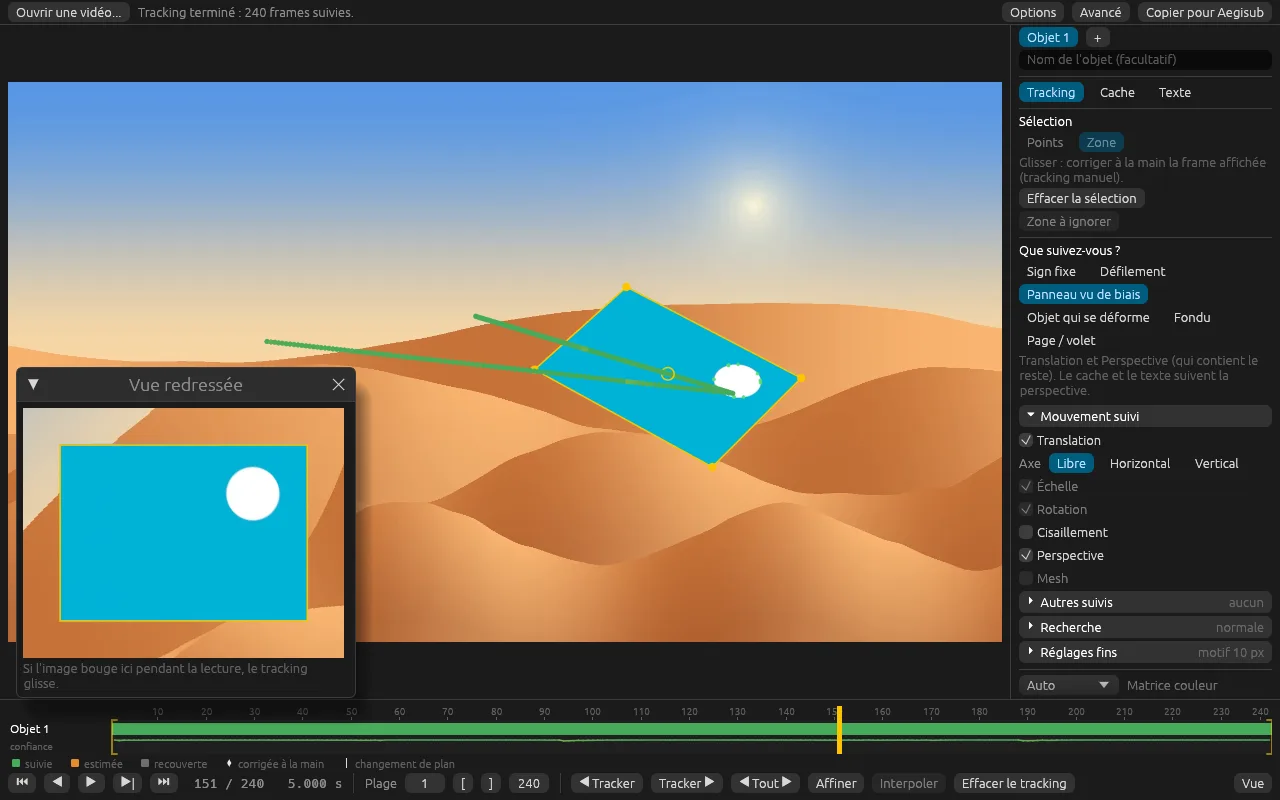 Ouvrir une vidéo... Tracking terminé : 240 frames suivies. Options Avancé Copier pour Aegisub
Objet 1 +
Nom de l'objet (facultatif)
Tracking Cache Texte
Sélection
Points Zone
Glisser : corriger à la main la frame affichée
(tracking manuel).
Effacer la sélection
Zone à ignorer
Que suivez-vous ?
Sign fixe Défilement
Panneau vu de biais
Objet qui se déforme Fondu
Page / volet
Translation et Perspective (qui contient le
reste). Le cache et le texte suivent la
perspective.
Mouvement suivi
Translation
Axe Libre Horizontal Vertical
Échelle
Rotation
Cisaillement
Perspective
Mesh
Autres suivis aucun
Recherche normale
Réglages fins motif 10 px
Auto Matrice couleur
Vue redressée
Si l'image bouge ici pendant la lecture, le tracking
glisse.
10 20 30 40 50 60 70 80 90 100 110 120 130 140 160 170 180 190 200 210 220 230 240
Objet 1
confiance
suivie estimée recouverte corrigée à la main changement de plan
151 / 240 5.000 s Plage 1 [ ] 240 Tracker Tracker Tout Affiner Interpoler Effacer le tracking Vue